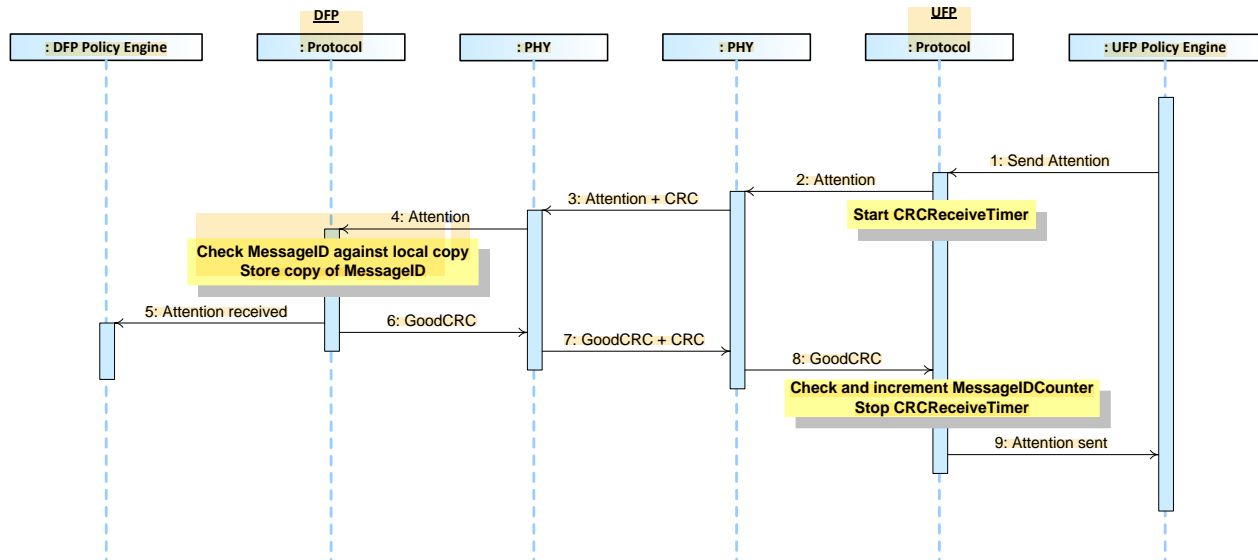 DFP
UFP
: DFP Policy Engine
: Protocol
: PHY
: PHY
: Protocol
: UFP Policy Engine
1: Send Attention
2: Attention
3: Attention + CRC
Start CRCReceiveTimer
4: Attention
Check MessageID against local copy
Store copy of MessageID
5: Attention received
6: GoodCRC
7: GoodCRC + CRC
8: GoodCRC
Check and increment MessageIDCounter
Stop CRCReceiveTimer
9: Attention sent